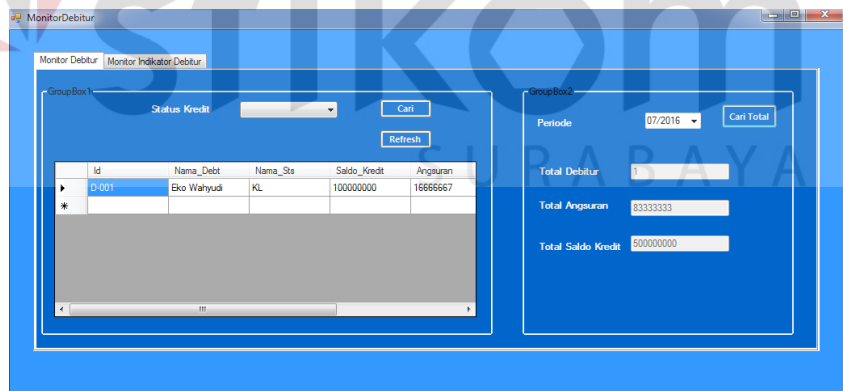 MonitorDebitur
stikom
SURABAYA
Monitor Debitur Monitor Indikator Debitur
GroupBox1
Status Kredit Cari
Refresh
Id Nama_Debt Nama_Sts Saldo_Kredit Angsuran
D-001 Eko Wahyudi KL 100000000 16666667
GroupBox2
Periode 07/2016 Cari Total
Total Debitur 1
Total Angsuran 83333333
Total Saldo Kredit 500000000